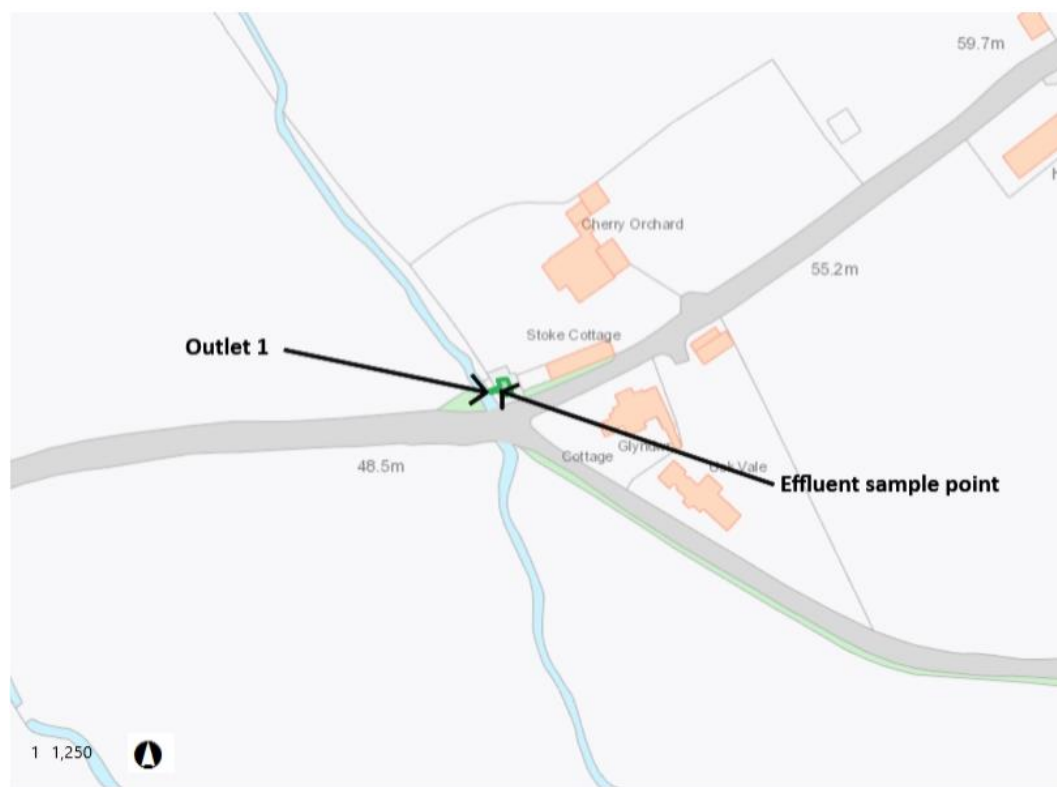 59.7m
Cherry Orchard
55.2m
Stoke Cottage
Outlet 1
48.5m
Cottage
Effluent sample point
1 1,250